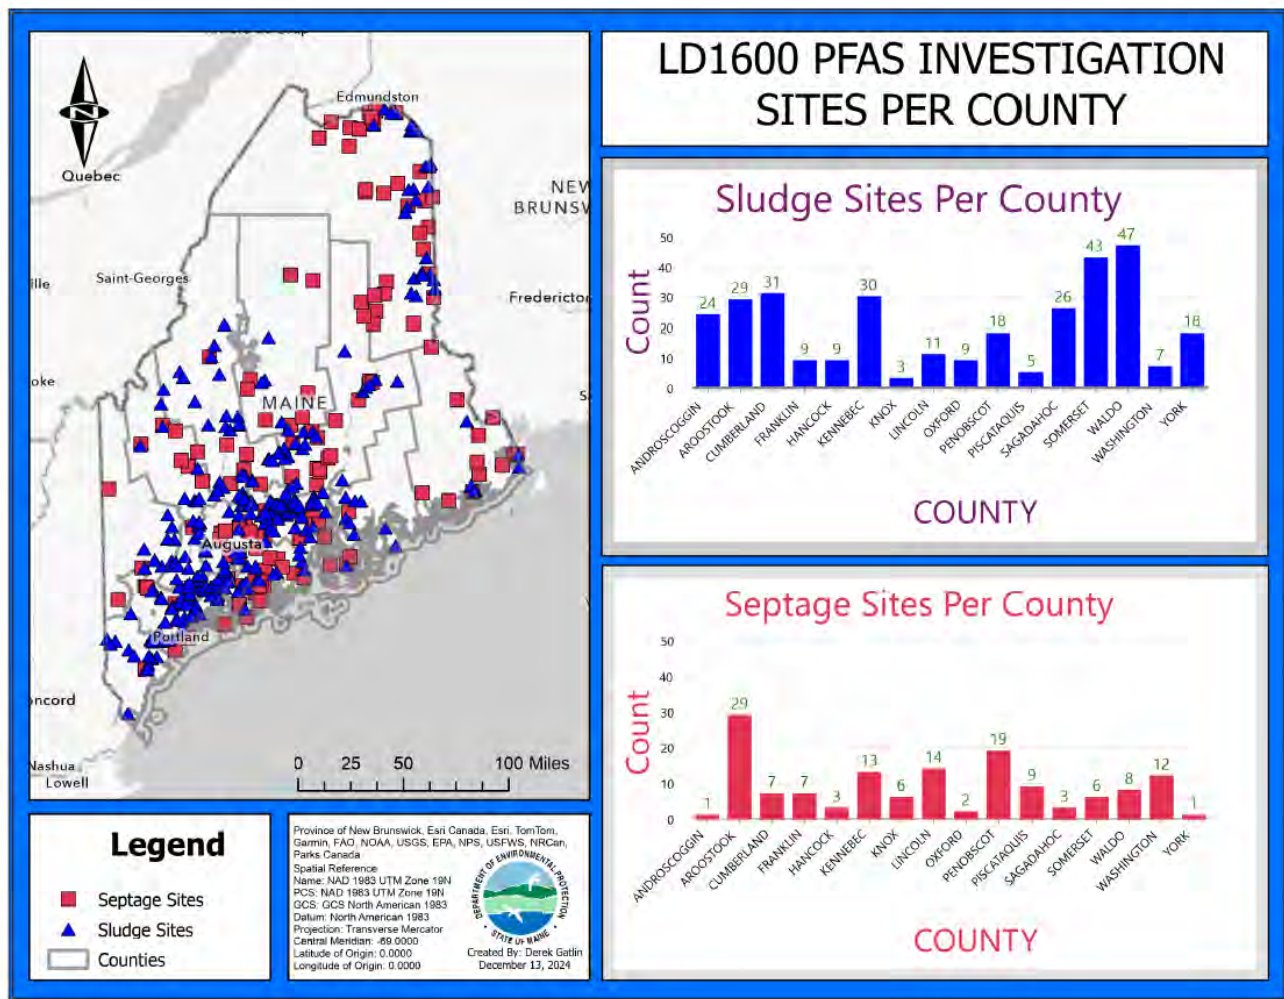 LD1600 PFAS INVESTIGATION
SITES PER COUNTY
Edmundston
N
Quebec
NEW
BRUNSW
Saint-Georges
ille
Fredericton
oke
MAINE
Augusta
Portland
oncord
Nashua
Lowell
0 25 50 100 Miles
Sludge Sites Per County
Count
50
40
30
20
10
0
24
29
31
9
9
30
3
11
9
18
5
26
43
47
7
18
ANDROSCOGGIN
AROOSTOOK
CUMBERLAND
FRANKLIN
HANCOCK
KENNEBEC
KNOX
LINCOLN
OXFORD
PENOBSCOT
PISCATAQUIS
SAGADAHOC
SOMERSET
WALDO
WASHINGTON
YORK
COUNTY
Septage Sites Per County
Count
50
40
30
20
10
0
1
29
7
7
3
13
6
14
2
19
9
3
6
8
12
1
ANDROSCOGGIN
AROOSTOOK
CUMBERLAND
FRANKLIN
HANCOCK
KENNEBEC
KNOX
LINCOLN
OXFORD
PENOBSCOT
PISCATAQUIS
SAGADAHOC
SOMERSET
WALDO
WASHINGTON
YORK
COUNTY
Legend
Septage Sites
Sludge Sites
Counties
Province of New Brunswick, Esri Canada, Esri, TomTom,
Garmin, FAO, NOAA, USGS, EPA, NPS, USFWS, NRCan,
Parks Canada
Spatial Reference
Name: NAD 1983 UTM Zone 19N
PCS: NAD 1983 UTM Zone 19N
GCS: GCS North American 1983
Datum: North American 1983
Projection: Transverse Mercator
Central Meridian: -69.0000
Latitude of Origin: 0.0000
Longitude of Origin: 0.0000
DEPARTMENT OF ENVIRONMENTAL PROTECTION
STATE OF MAINE
Created By: Derek Gatlin
December 13, 2024